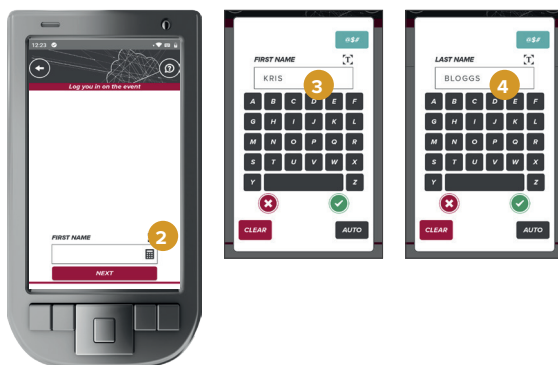 12:23
Log you in on the event
FIRST NAME
2
NEXT
@$#
FIRST NAME
[T]
KRIS
3
A B C D E F
G H I J K L
M N O P Q R
S T U V W X
Y Z
CLEAR
AUTO
@$#
LAST NAME
[T]
BLOGGS
4
A B C D E F
G H I J K L
M N O P Q R
S T U V W X
Y Z
CLEAR
AUTO